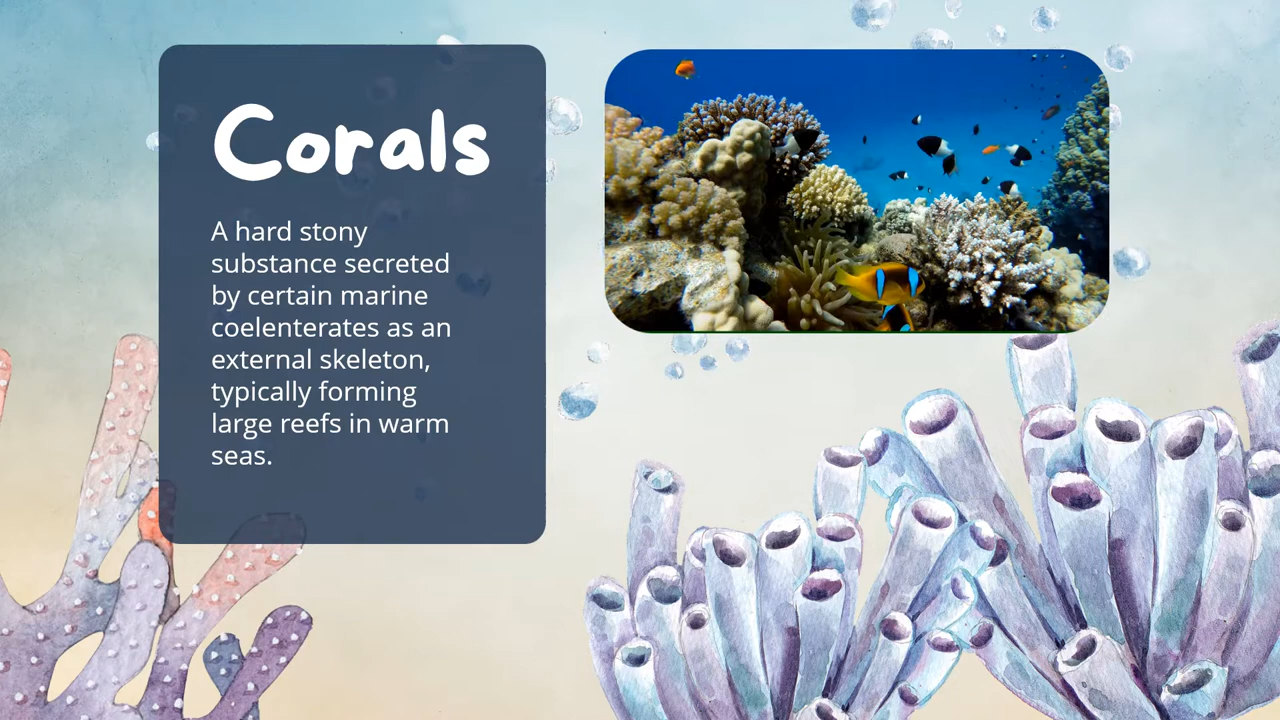 Corals
A hard stony
substance secreted
by certain marine
coelenterates as an
external skeleton,
typically forming
large reefs in warm
seas.